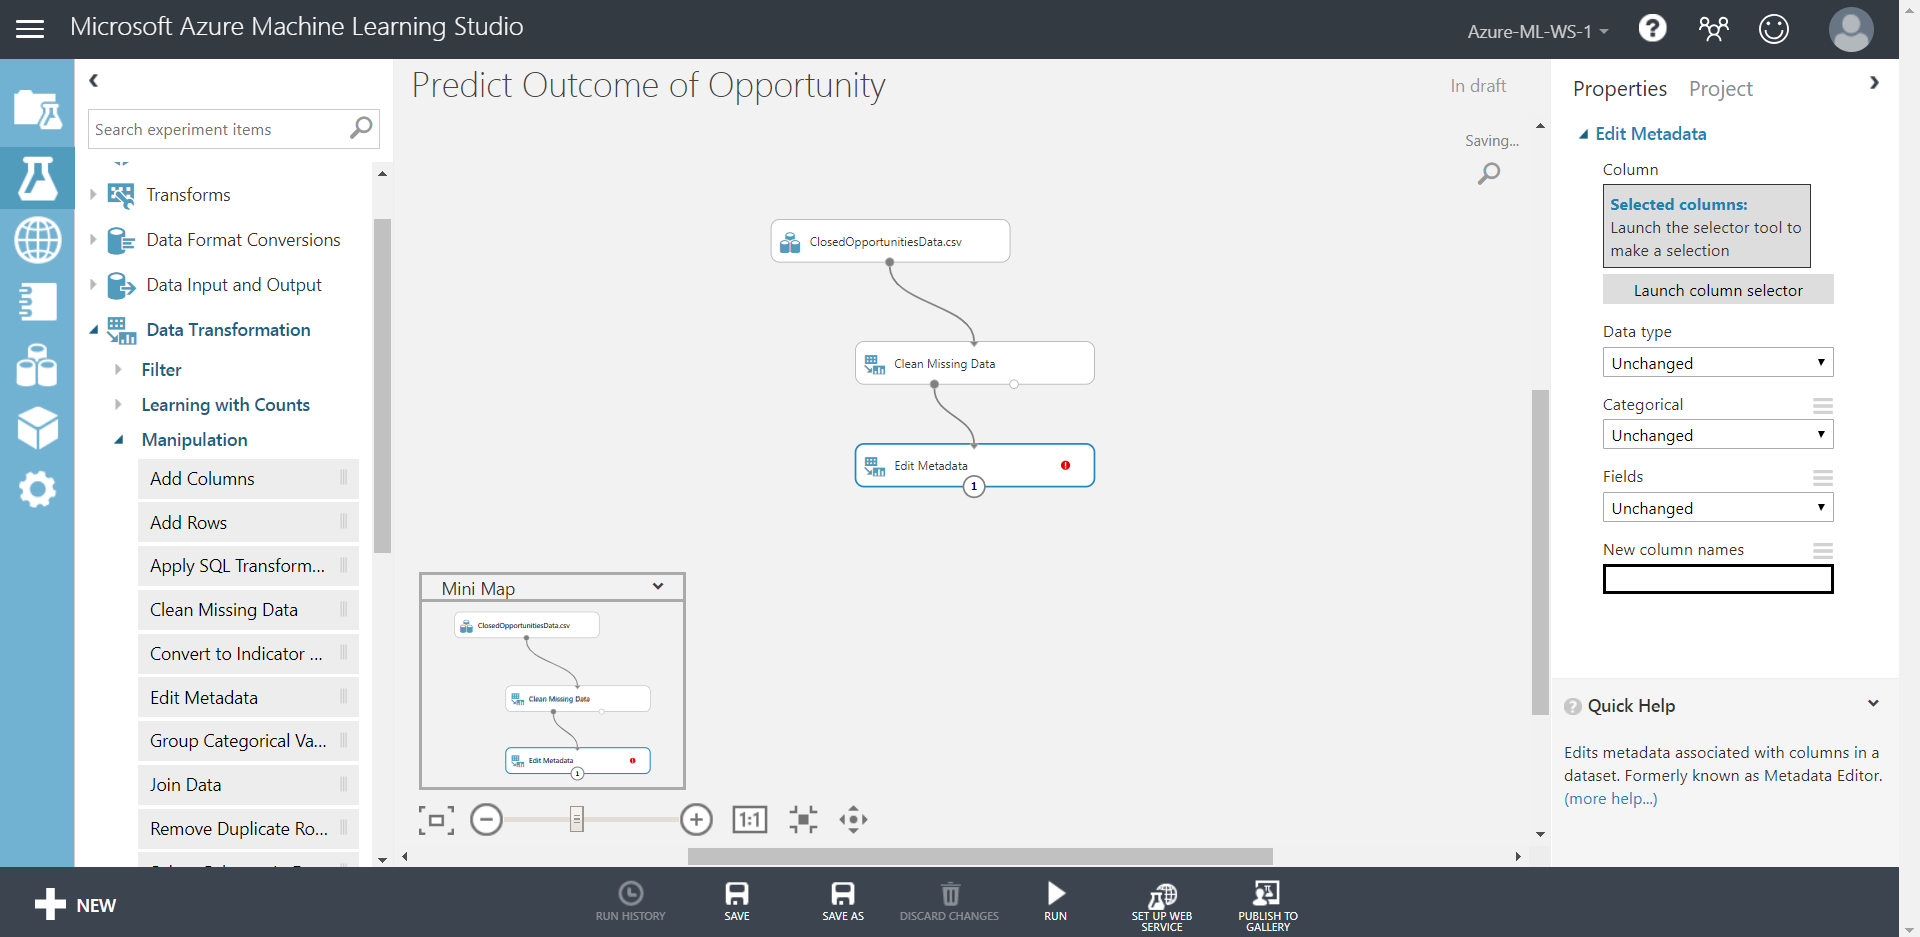 Microsoft Azure Machine Learning Studio
Azure-ML-WS-1
?
Search experiment items
Transforms
Data Format Conversions
Data Input and Output
Data Transformation
Filter
Learning with Counts
Manipulation
Add Columns
Add Rows
Apply SQL Transform...
Clean Missing Data
Convert to Indicator ...
Edit Metadata
Group Categorical Va...
Join Data
Remove Duplicate Ro...
Predict Outcome of Opportunity
In draft
Saving...
ClosedOpportunitiesData.csv
Clean Missing Data
Edit Metadata
1
Mini Map
ClosedOpportunitiesData.csv
Clean Missing Data
Edit Metadata
1
1:1
Properties Project
Edit Metadata
Column
Selected columns:
Launch the selector tool to
make a selection
Launch column selector
Data type
Unchanged
Categorical
Unchanged
Fields
Unchanged
New column names
? Quick Help
Edits metadata associated with columns in a
dataset. Formerly known as Metadata Editor.
(more help...)
NEW
RUN HISTORY
SAVE
SAVE AS
DISCARD CHANGES
RUN
SET UP WEB
SERVICE
PUBLISH TO
GALLERY